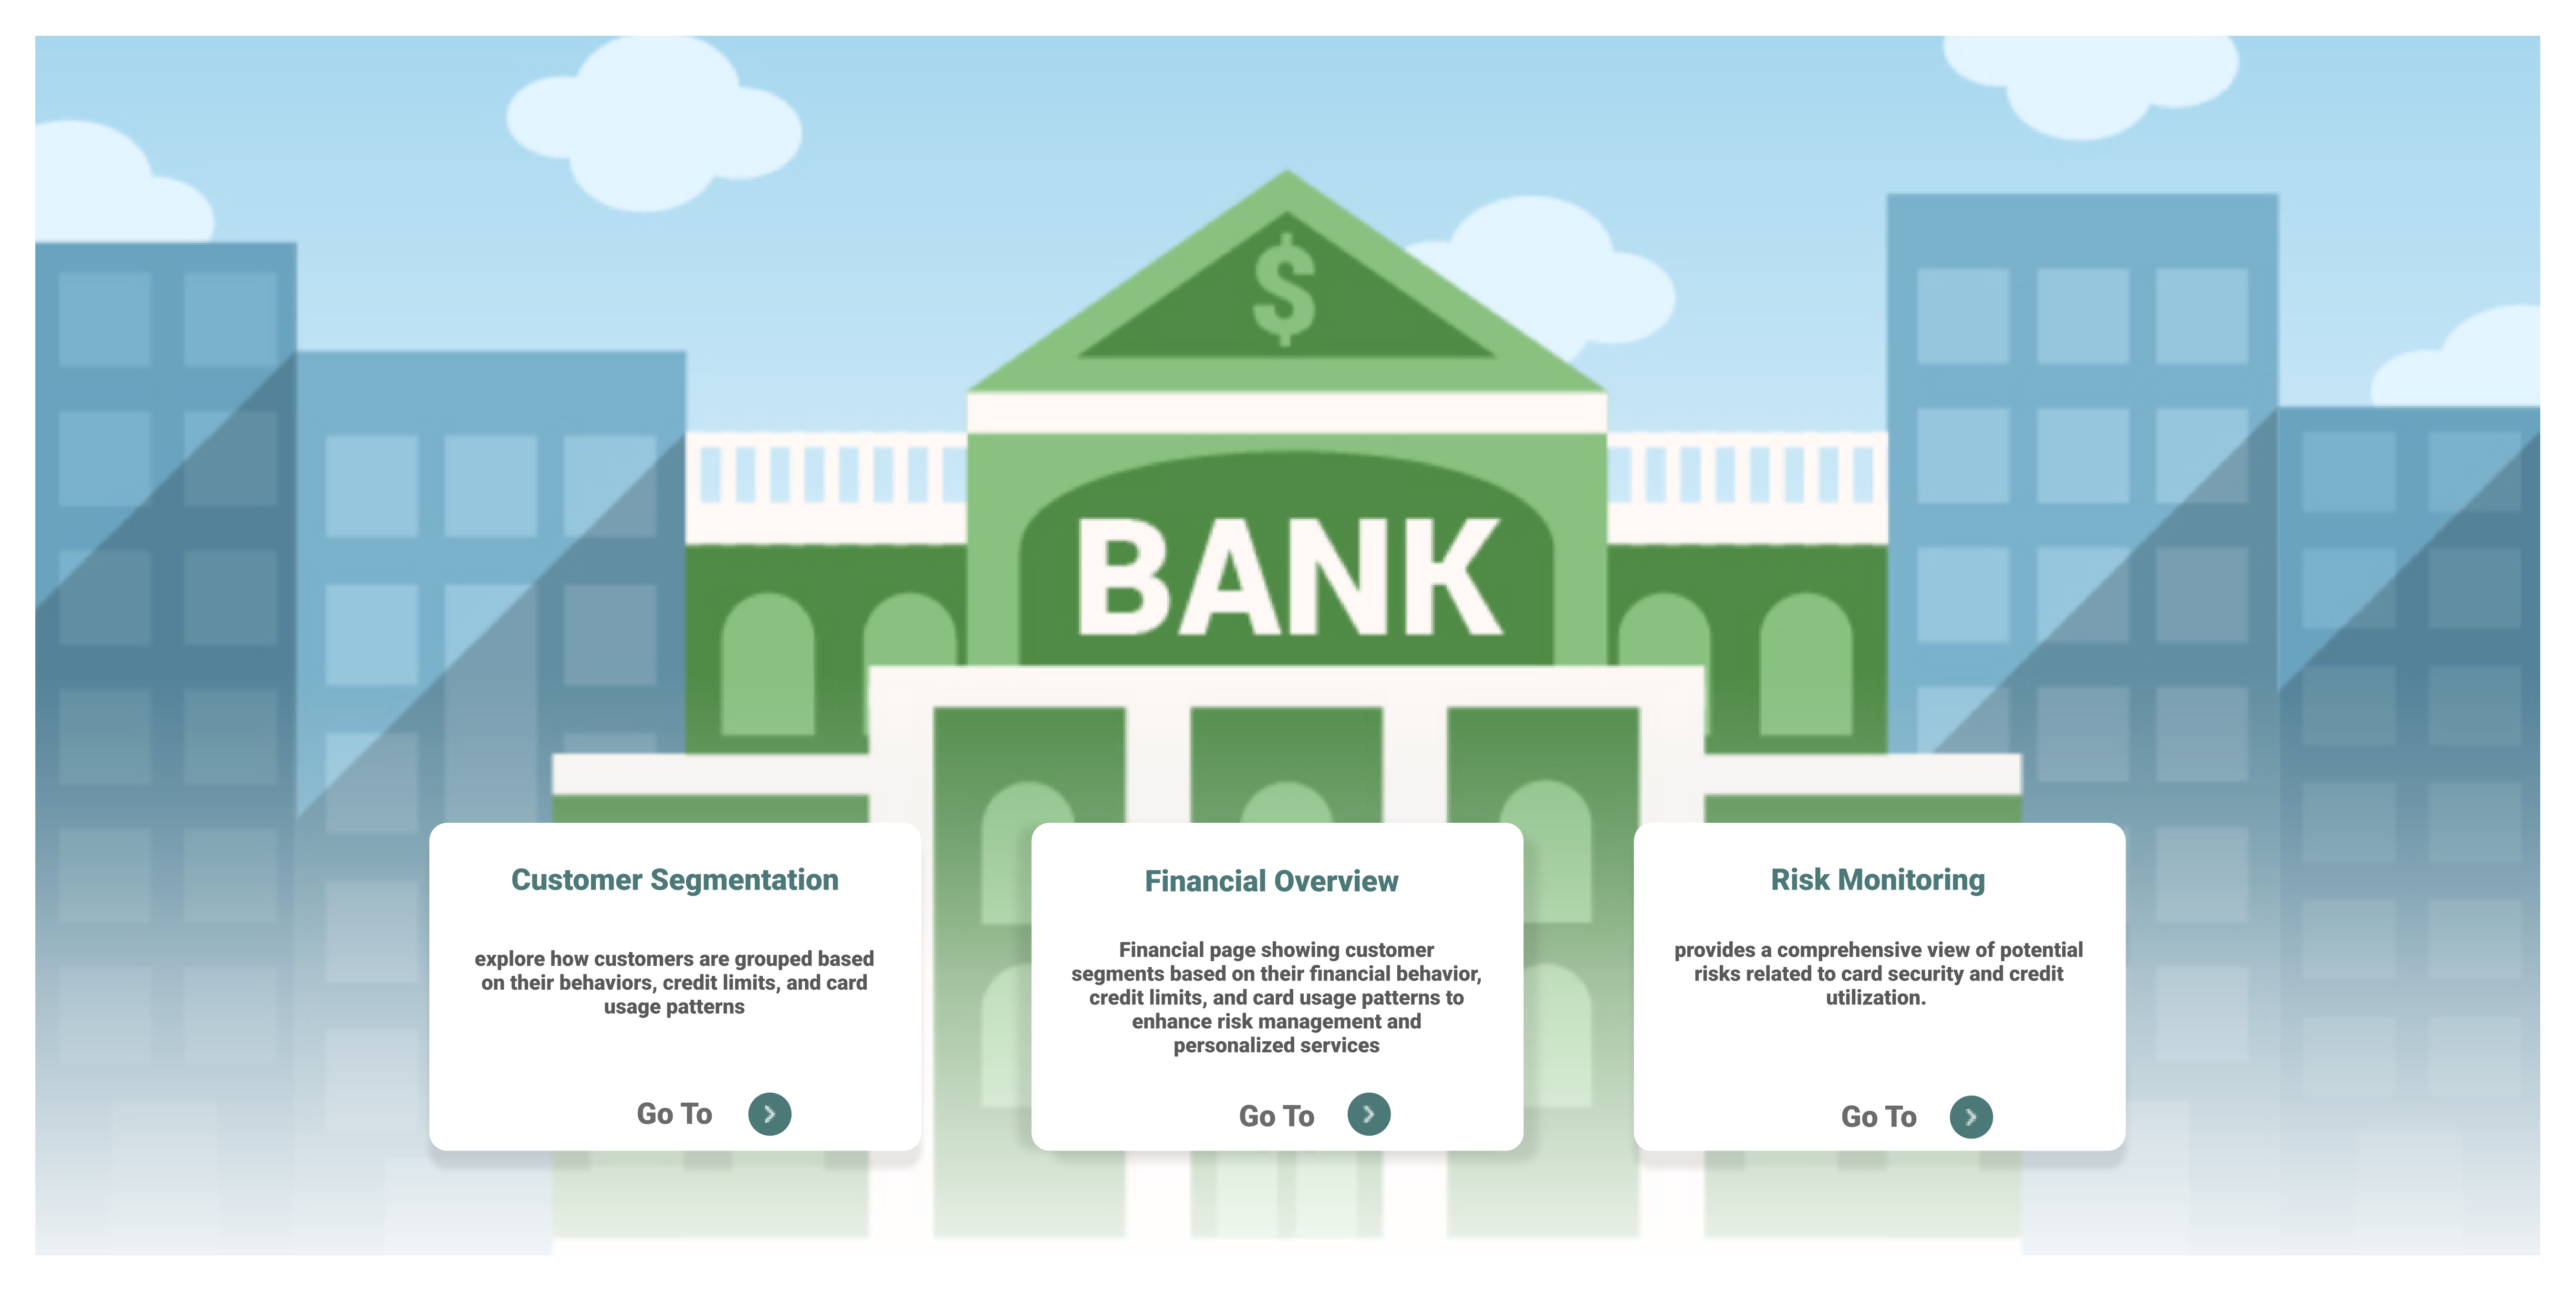 $
BANK
Customer Segmentation
explore how customers are grouped based
on their behaviors, credit limits, and card
usage patterns
Go To
Financial Overview
Financial page showing customer
segments based on their financial behavior,
credit limits, and card usage patterns to
enhance risk management and
personalized services
Go To
Risk Monitoring
provides a comprehensive view of potential
risks related to card security and credit
utilization.
Go To